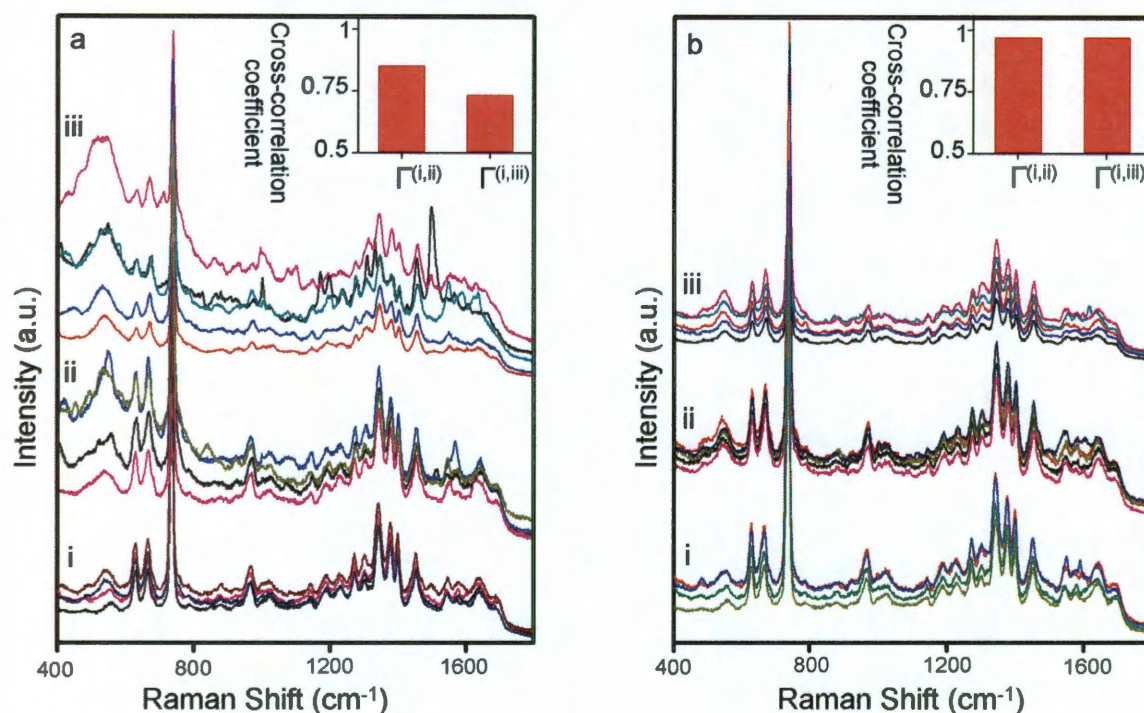 a
Cross-correlation
coefficient
1
0.75
0.5
Γ(i,ii)
Γ(i,iii)
iii
ii
i
Intensity (a.u.)
400
800
1200
1600
Raman Shift (cm-1)
b
Cross-correlation
coefficient
1
0.75
0.5
Γ(i,ii)
Γ(i,iii)
iii
ii
i
Intensity (a.u.)
400
800
1200
1600
Raman Shift (cm-1)